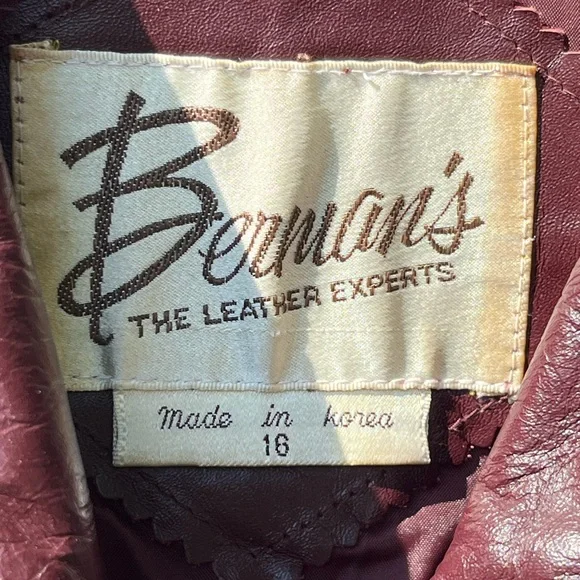 Berman's
THE LEATHER EXPERTS
Made in Korea
16